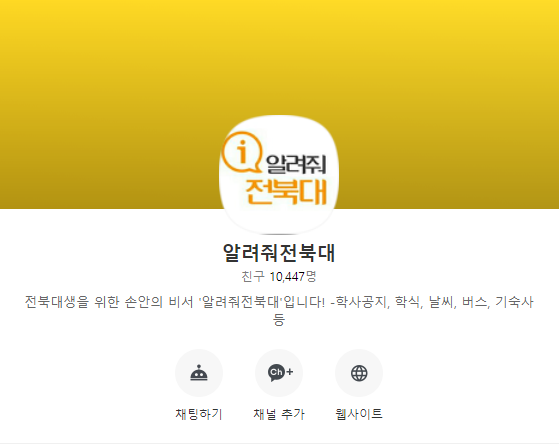 i
알려줘
전북대
알려줘전북대
친구 10,447명
전북대생을 위한 손안의 비서 '알려줘전북대'입니다! -학사공지, 학식, 날씨, 버스, 기숙사
등
Ch+
채팅하기 채널 추가 웹사이트